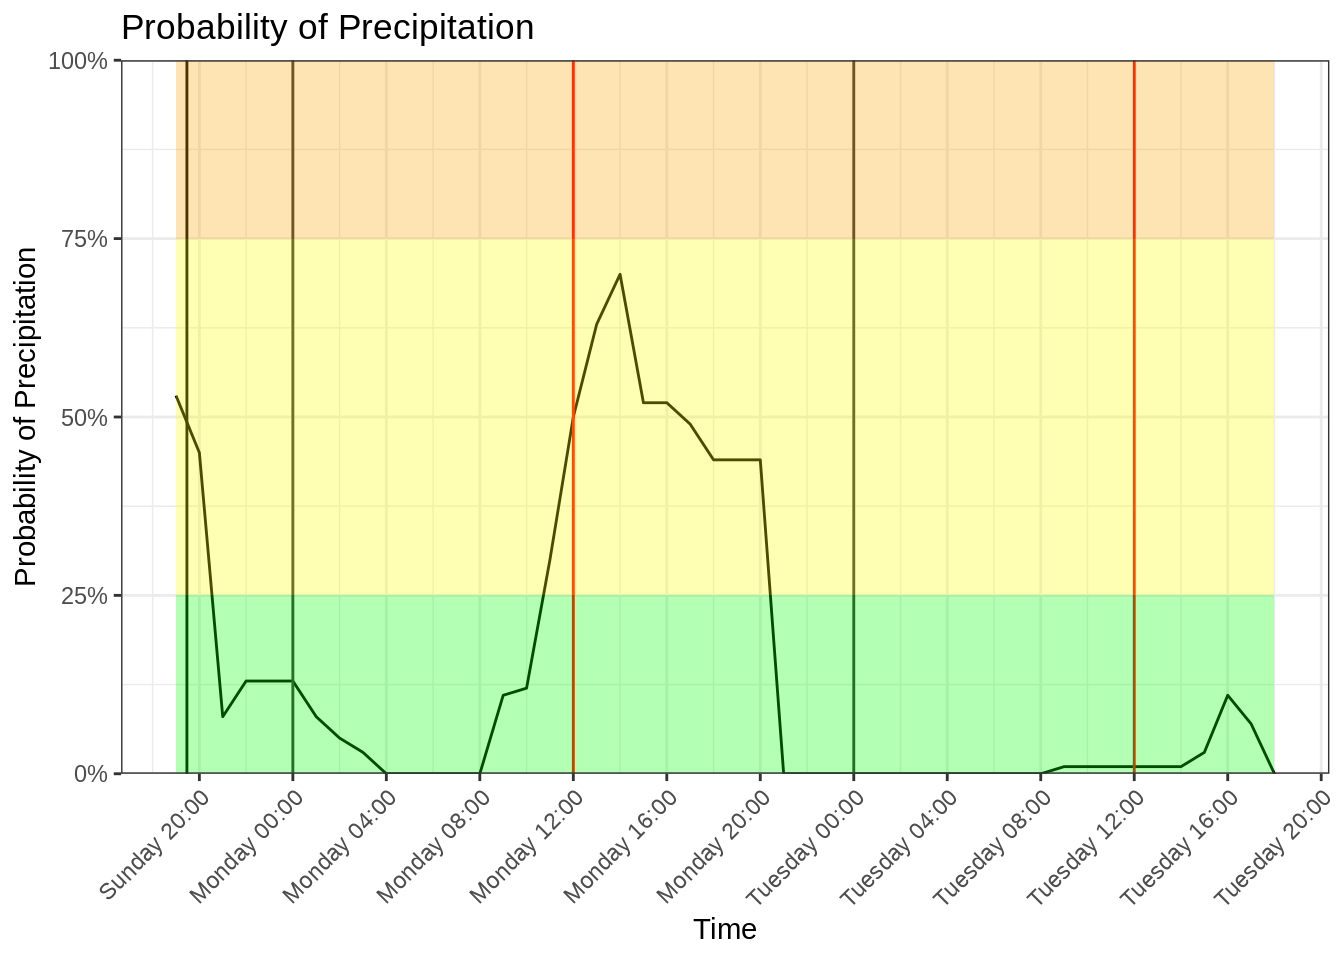 Probability of Precipitation
Probability of Precipitation
100%
75%
50%
25%
0%
Sunday 20:00
Monday 00:00
Monday 04:00
Monday 08:00
Monday 12:00
Monday 16:00
Monday 20:00
Tuesday 00:00
Tuesday 04:00
Tuesday 08:00
Tuesday 12:00
Tuesday 16:00
Tuesday 20:00
Time